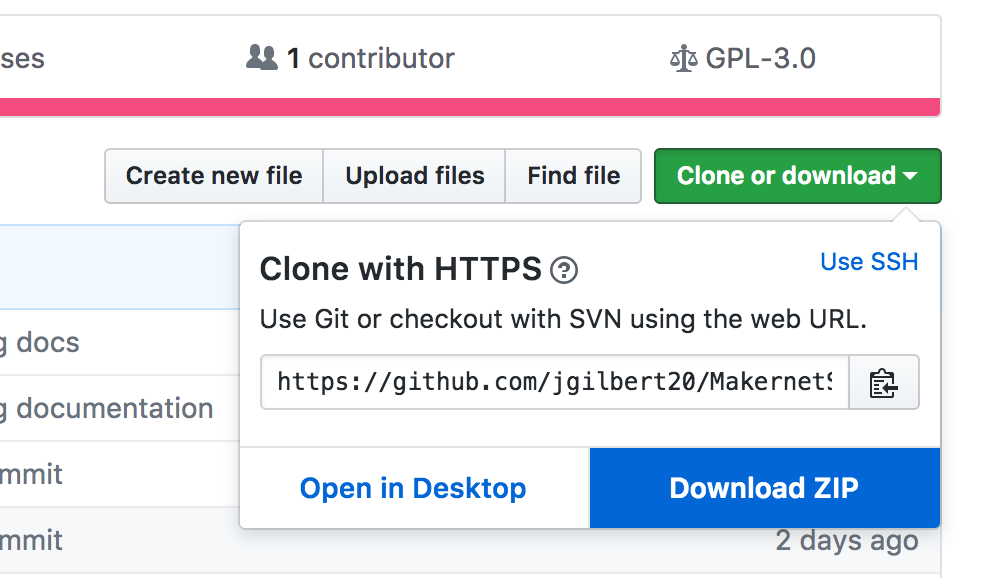 ses
1 contributor
GPL-3.0
Create new file
Upload files
Find file
Clone or download
Clone with HTTPS
Use SSH
Use Git or checkout with SVN using the web URL.
https://github.com/jgilbert20/MakernetS
g docs
g documentation
mmit
Open in Desktop
Download ZIP
mmit
2 days ago